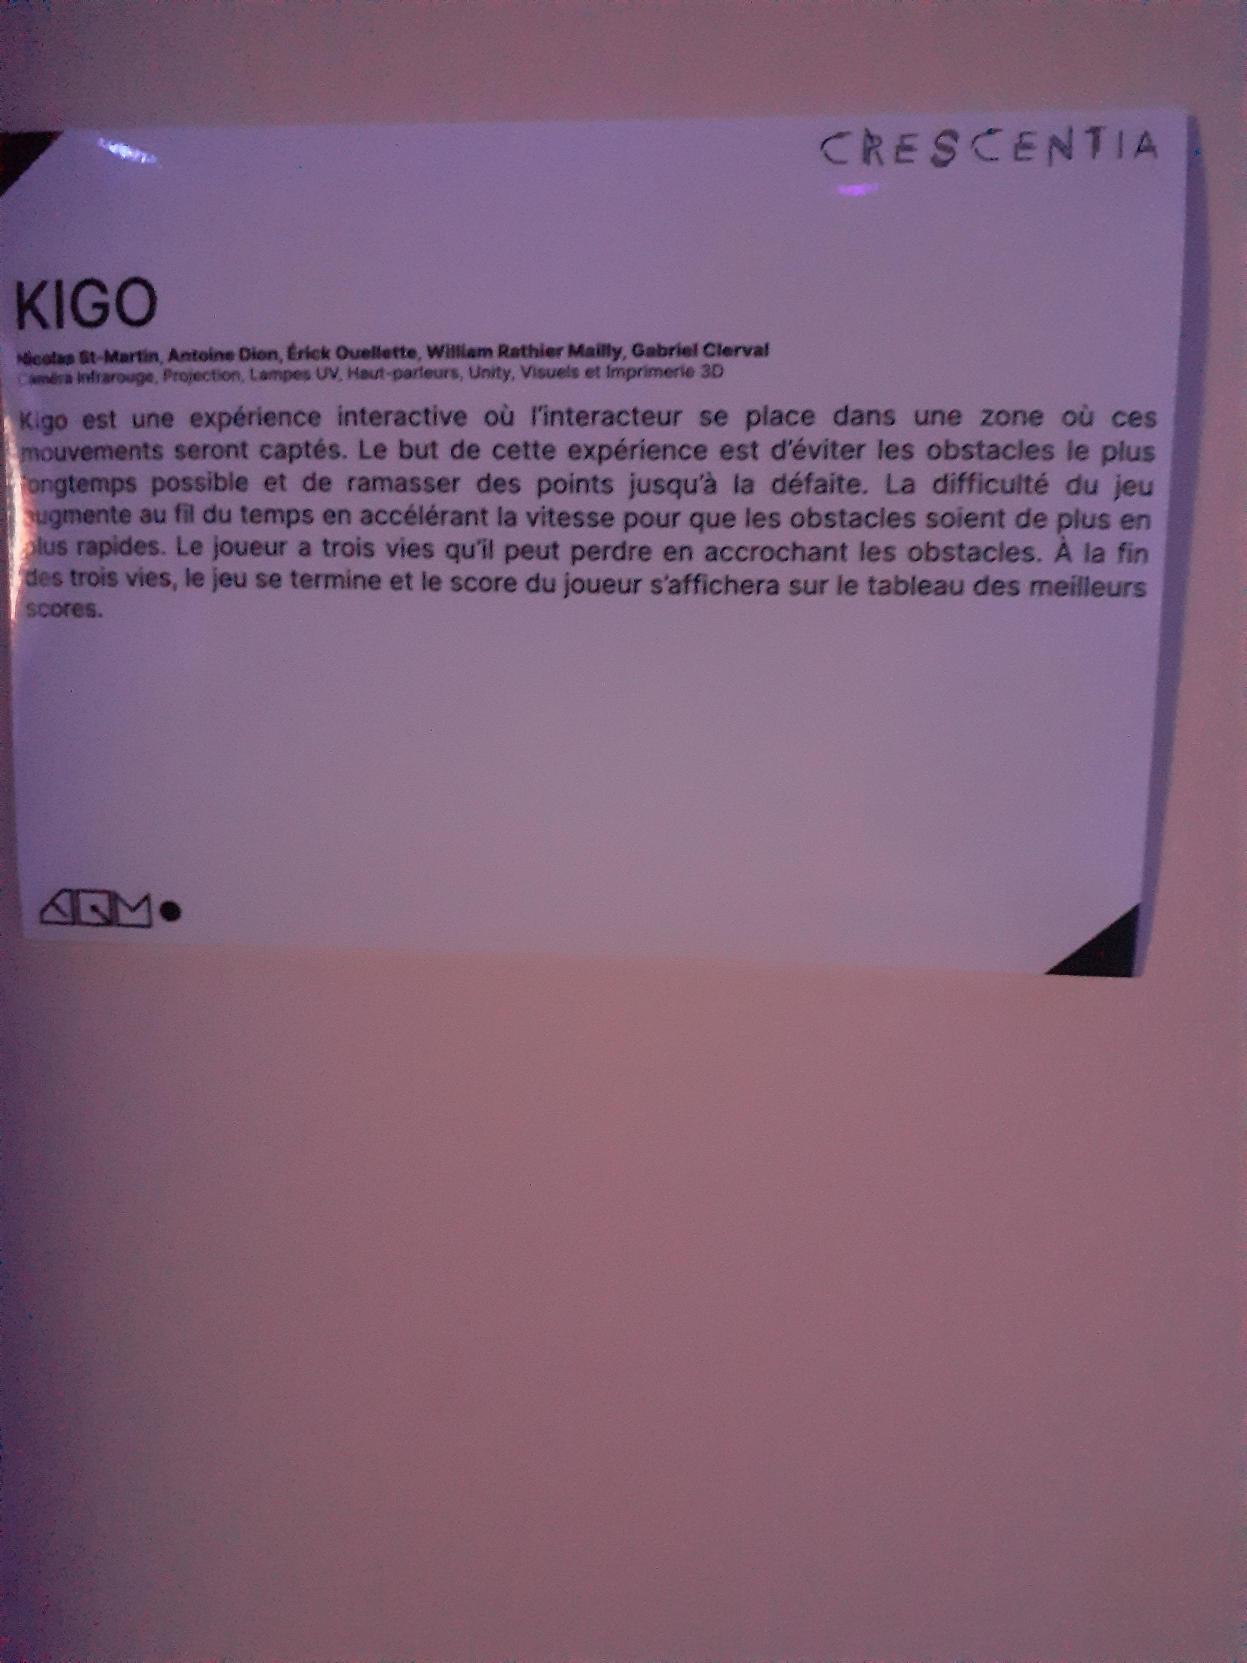 CRESCENTIA
KIGO
Nicolas St-Martin, Antoine Dion, Érick Ouellette, William Rathier Mailly, Gabriel Clerval
Caméra Infrarouge, Projection, Lampes UV, Haut-parleurs, Unity, Visuels et Imprimerie 3D
Kigo est une expérience interactive où l'interacteur se place dans une zone où ces
mouvements seront captés. Le but de cette expérience est d'éviter les obstacles le plus
longtemps possible et de ramasser des points jusqu'à la défaite. La difficulté du jeu
augmente au fil du temps en accélérant la vitesse pour que les obstacles soient de plus en
plus rapides. Le joueur a trois vies qu'il peut perdre en accrochant les obstacles. À la fin
des trois vies, le jeu se termine et le score du joueur s'affichera sur le tableau des meilleurs
scores.